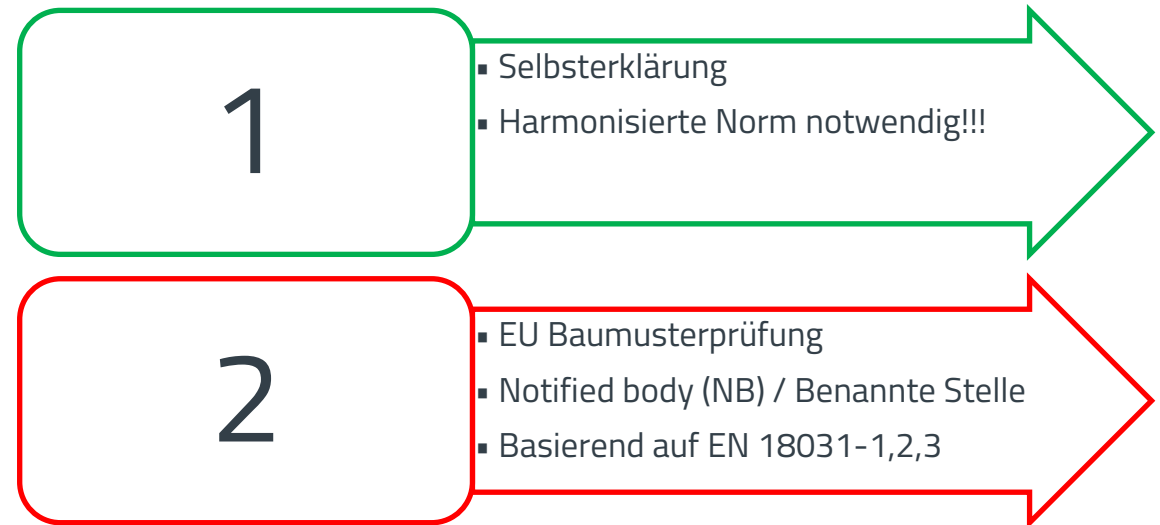 1
▪ Selbsterklärung
▪ Harmonisierte Norm notwendig!!!
2
▪ EU Baumusterprüfung
▪ Notified body (NB) / Benannte Stelle
▪ Basierend auf EN 18031-1,2,3